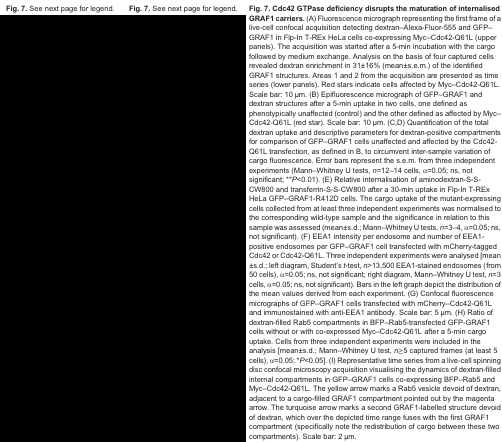 Fig. 7. See next page for legend.
Fig. 7. See next page for legend.
Fig. 7. Cdc42 GTPase deficiency disrupts the maturation of internalised
GRAF1 carriers. (A) Fluorescence micrograph representing the first frame of a
live-cell confocal acquisition detecting dextran–Alexa-Fluor-555 and GFP–
GRAF1 in Flp-In T-REx HeLa cells co-expressing Myc–Cdc42-Q61L (upper
panels). The acquisition was started after a 5-min incubation with the cargo
followed by medium exchange. Analysis on the basis of four captured cells
revealed dextran enrichment in 31±16% (mean±s.e.m.) of the identified
GRAF1 structures. Areas 1 and 2 from the acquisition are presented as time
series (lower panels). Red stars indicate cells affected by Myc–Cdc42-Q61L.
Scale bar: 10 µm. (B) Epifluorescence micrograph of GFP–GRAF1 and
dextran structures after a 5-min uptake in two cells, one defined as
phenotypically unaffected (control) and the other defined as affected by Myc–
Cdc42-Q61L (red star). Scale bar: 10 µm. (C,D) Quantification of the total
dextran uptake and descriptive parameters for dextran-positive compartments
for comparison of GFP–GRAF1 cells unaffected and affected by the Cdc42-
Q61L transfection, as defined in B, to circumvent inter-sample variation of
cargo fluorescence. Error bars represent the s.e.m. from three independent
experiments (Mann–Whitney U tests, n=12–14 cells, α=0.05; ns, not
significant; **P<0.01). (E) Relative internalisation of aminodextran-S-S-
CW800 and transferrin-S-S-CW800 after a 30-min uptake in Flp-In T-REx
HeLa GFP–GRAF1-R412D cells. The cargo uptake of the mutant-expressing
cells collected from at least three independent experiments was normalised to
the corresponding wild-type sample and the significance in relation to this
sample was assessed (mean±s.d.; Mann–Whitney U tests, n=3–4, α=0.05; ns,
not significant). (F) EEA1 intensity per endosome and number of EEA1-
positive endosomes per GFP–GRAF1 cell transfected with mCherry-tagged
Cdc42 or Cdc42-Q61L. Three independent experiments were analysed [mean
±s.d.; left diagram, Student's t-test, n>13,500 EEA1-stained endosomes (from
50 cells), α=0.05; ns, not significant; right diagram, Mann–Whitney U test, n=3
cells, α=0.05; ns, not significant). Bars in the left graph depict the distribution of
the mean values derived from each experiment. (G) Confocal fluorescence
micrographs of GFP–GRAF1 cells transfected with mCherry–Cdc42-Q61L
and immunostained with anti-EEA1 antibody. Scale bar: 5 µm. (H) Ratio of
dextran-filled Rab5 compartments in BFP–Rab5-transfected GFP-GRAF1
cells without or with co-expressed Myc–Cdc42-Q61L after a 5-min cargo
uptake. Cells from three independent experiments were included in the
analysis [mean±s.d.; Mann–Whitney U test, n≥5 captured frames (at least 5
cells), α=0.05; *P<0.05]. (I) Representative time series from a live-cell spinning
disc confocal microscopy acquisition visualising the dynamics of dextran-filled
internal compartments in GFP–GRAF1 cells co-expressing BFP–Rab5 and
Myc–Cdc42-Q61L. The yellow arrow marks a Rab5 vesicle devoid of dextran,
adjacent to a cargo-filled GRAF1 compartment pointed out by the magenta
arrow. The turquoise arrow marks a second GRAF1-labelled structure devoid
of dextran, which over the depicted time range fuses with the first GRAF1
compartment (specifically note the redistribution of cargo between these two
compartments). Scale bar: 2 µm.